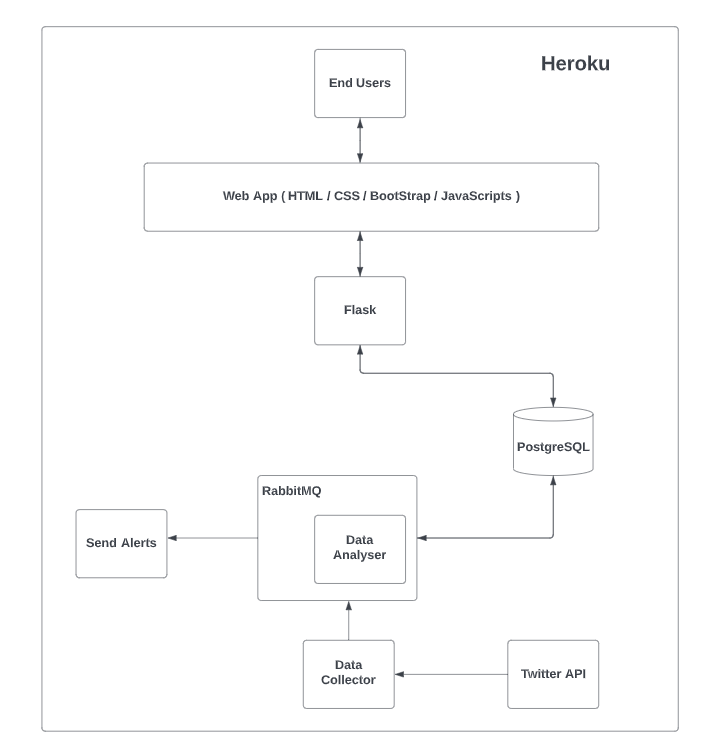 Heroku
End Users
Web App ( HTML / CSS / BootStrap / JavaScripts )
Flask
PostgreSQL
RabbitMQ
Send Alerts
Data
Analyser
Data
Collector
Twitter API